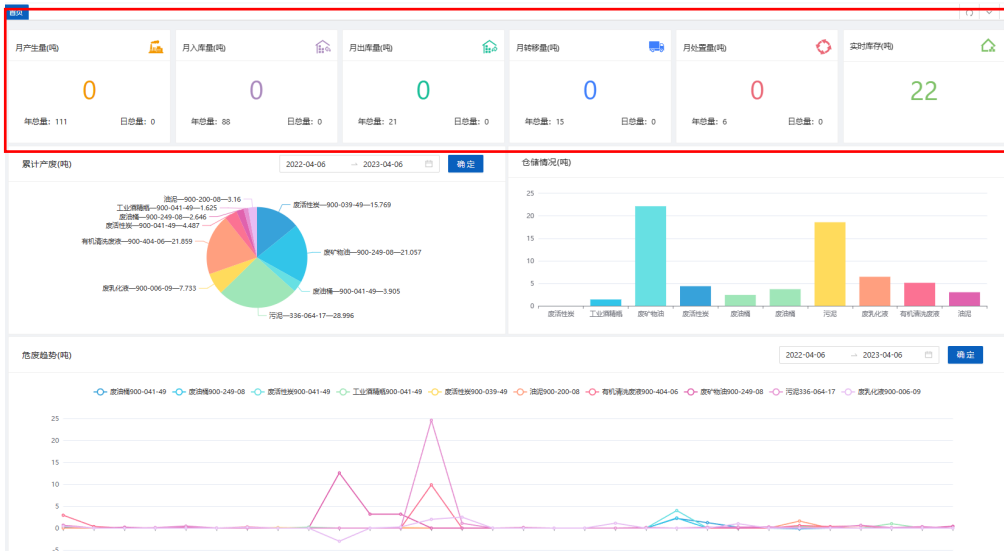 首页
月产生量(吨) 月入库量(吨) 月出库量(吨) 月转移量(吨) 月处置量(吨) 实时库存(吨)
0 0 0 0 0 22
年总量: 111 日总量: 0 年总量: 88 日总量: 0 年总量: 21 日总量: 0 年总量: 15 日总量: 0 年总量: 6 日总量: 0
累计产废(吨) 2022-04-06 → 2023-04-06 确定
油泥—900-200-08—3.16
工业酒精瓶—900-041-49—1.625
废油桶—900-249-08—2.646
废活性炭—900-041-49—4.487
有机清洗废液—900-404-06—21.859
废乳化液—900-006-09—7.733
废活性炭—900-039-49—15.769
废矿物油—900-249-08—21.057
废油桶—900-041-49—3.905
污泥—336-064-17—28.996
仓储情况(吨)
25
20
15
10
5
0
废活性炭 工业酒精瓶 废矿物油 废活性炭 废油桶 废油桶 污泥 废乳化液 有机清洗废液 油泥
危废趋势(吨) 2022-04-06 → 2023-04-06 确定
废油桶900-041-49 废油桶900-249-08 废活性炭900-041-49 工业酒精瓶900-041-49 废活性炭900-039-49 油泥900-200-08 有机清洗废液900-404-06 废矿物油900-249-08 污泥336-064-17 废乳化液900-006-09
25
20
15
10
5
0
-5